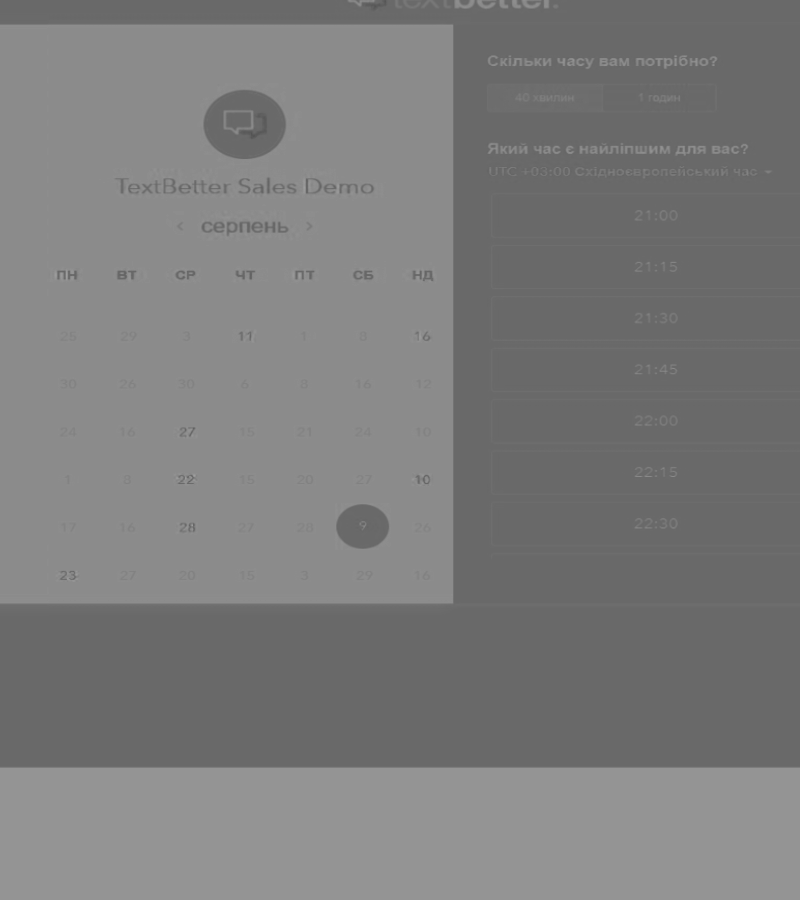 textbetter.
TextBetter Sales Demo
‹ серпень ›
ПН ВТ СР ЧТ ПТ СБ НД
25 29 3 11 1 8 16
30 26 30 6 8 16 12
24 16 27 15 21 24 10
1 8 22 15 20 27 10
17 16 28 27 28 9 26
23 27 20 15 3 29 16
Скільки часу вам потрібно?
40 хвилин 1 годин
Який час є найліпшим для вас?
UTC +03:00 Східноєвропейський час
21:00
21:15
21:30
21:45
22:00
22:15
22:30